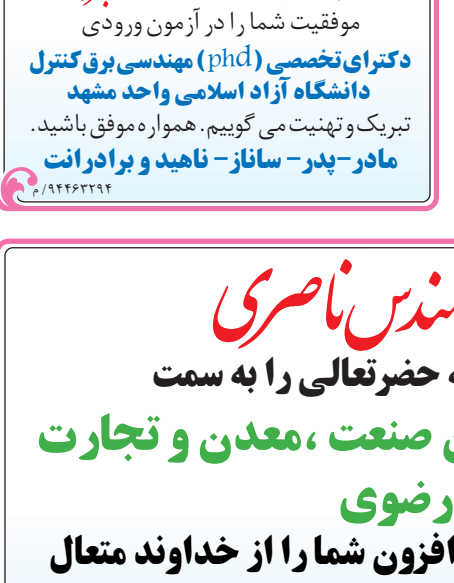 موفقیت شما را در آزمون ورودی
دکترای تخصصی (phd) مهندسی برق کنترل
دانشگاه آزاد اسلامی واحد مشهد
تبریک و تهنیت می گوییم. همواره موفق باشید.
مادر-پدر- ساناز- ناهید و برادرانت
۹۴۴۶۳۲۹۴/ م
ناصری
حضرتعالی را به سمت
صنعت ،معدن و تجارت
رضوی
افزون شما را از خداوند متعال